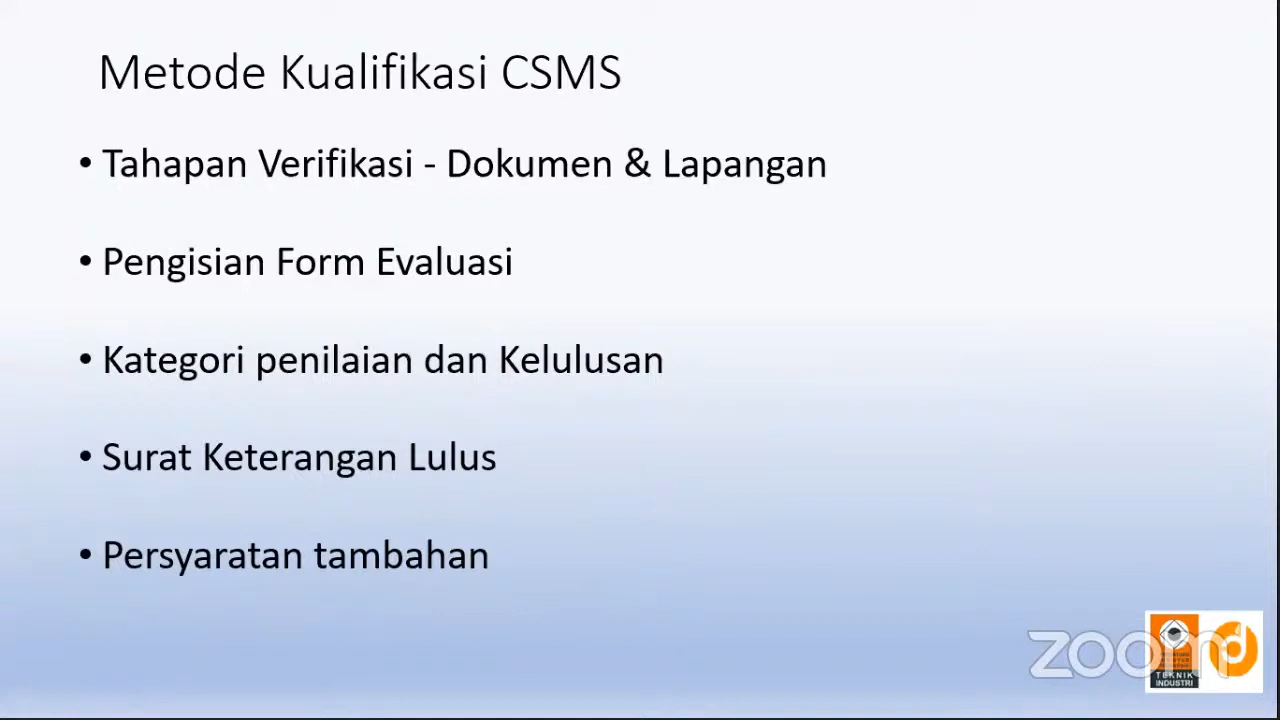 Metode Kualifikasi CSMS
• Tahapan Verifikasi - Dokumen & Lapangan
• Pengisian Form Evaluasi
• Kategori penilaian dan Kelulusan
• Surat Keterangan Lulus
• Persyaratan tambahan
zoom
TEKNIK
INDUSTRI